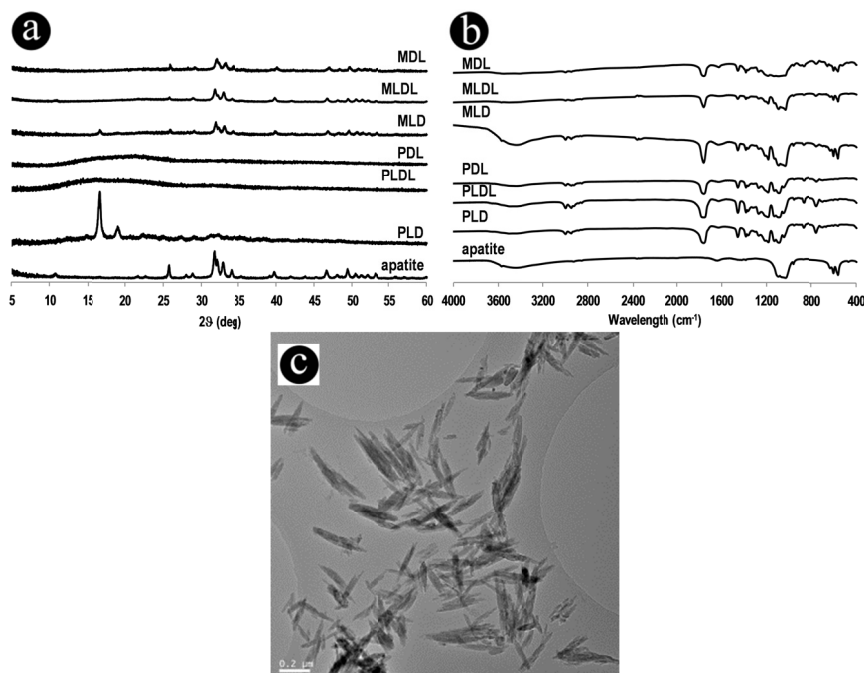 a
MDL
MLDL
MLD
PDL
PLDL
PLD
apatite
5 10 15 20 25 30 35 40 45 50 55 60
2ϑ (deg)
b
MDL
MLDL
MLD
PDL
PLDL
PLD
apatite
4000 3600 3200 2800 2400 2000 1600 1200 800 400
Wavelength (cm-1)
c
0.2 µm